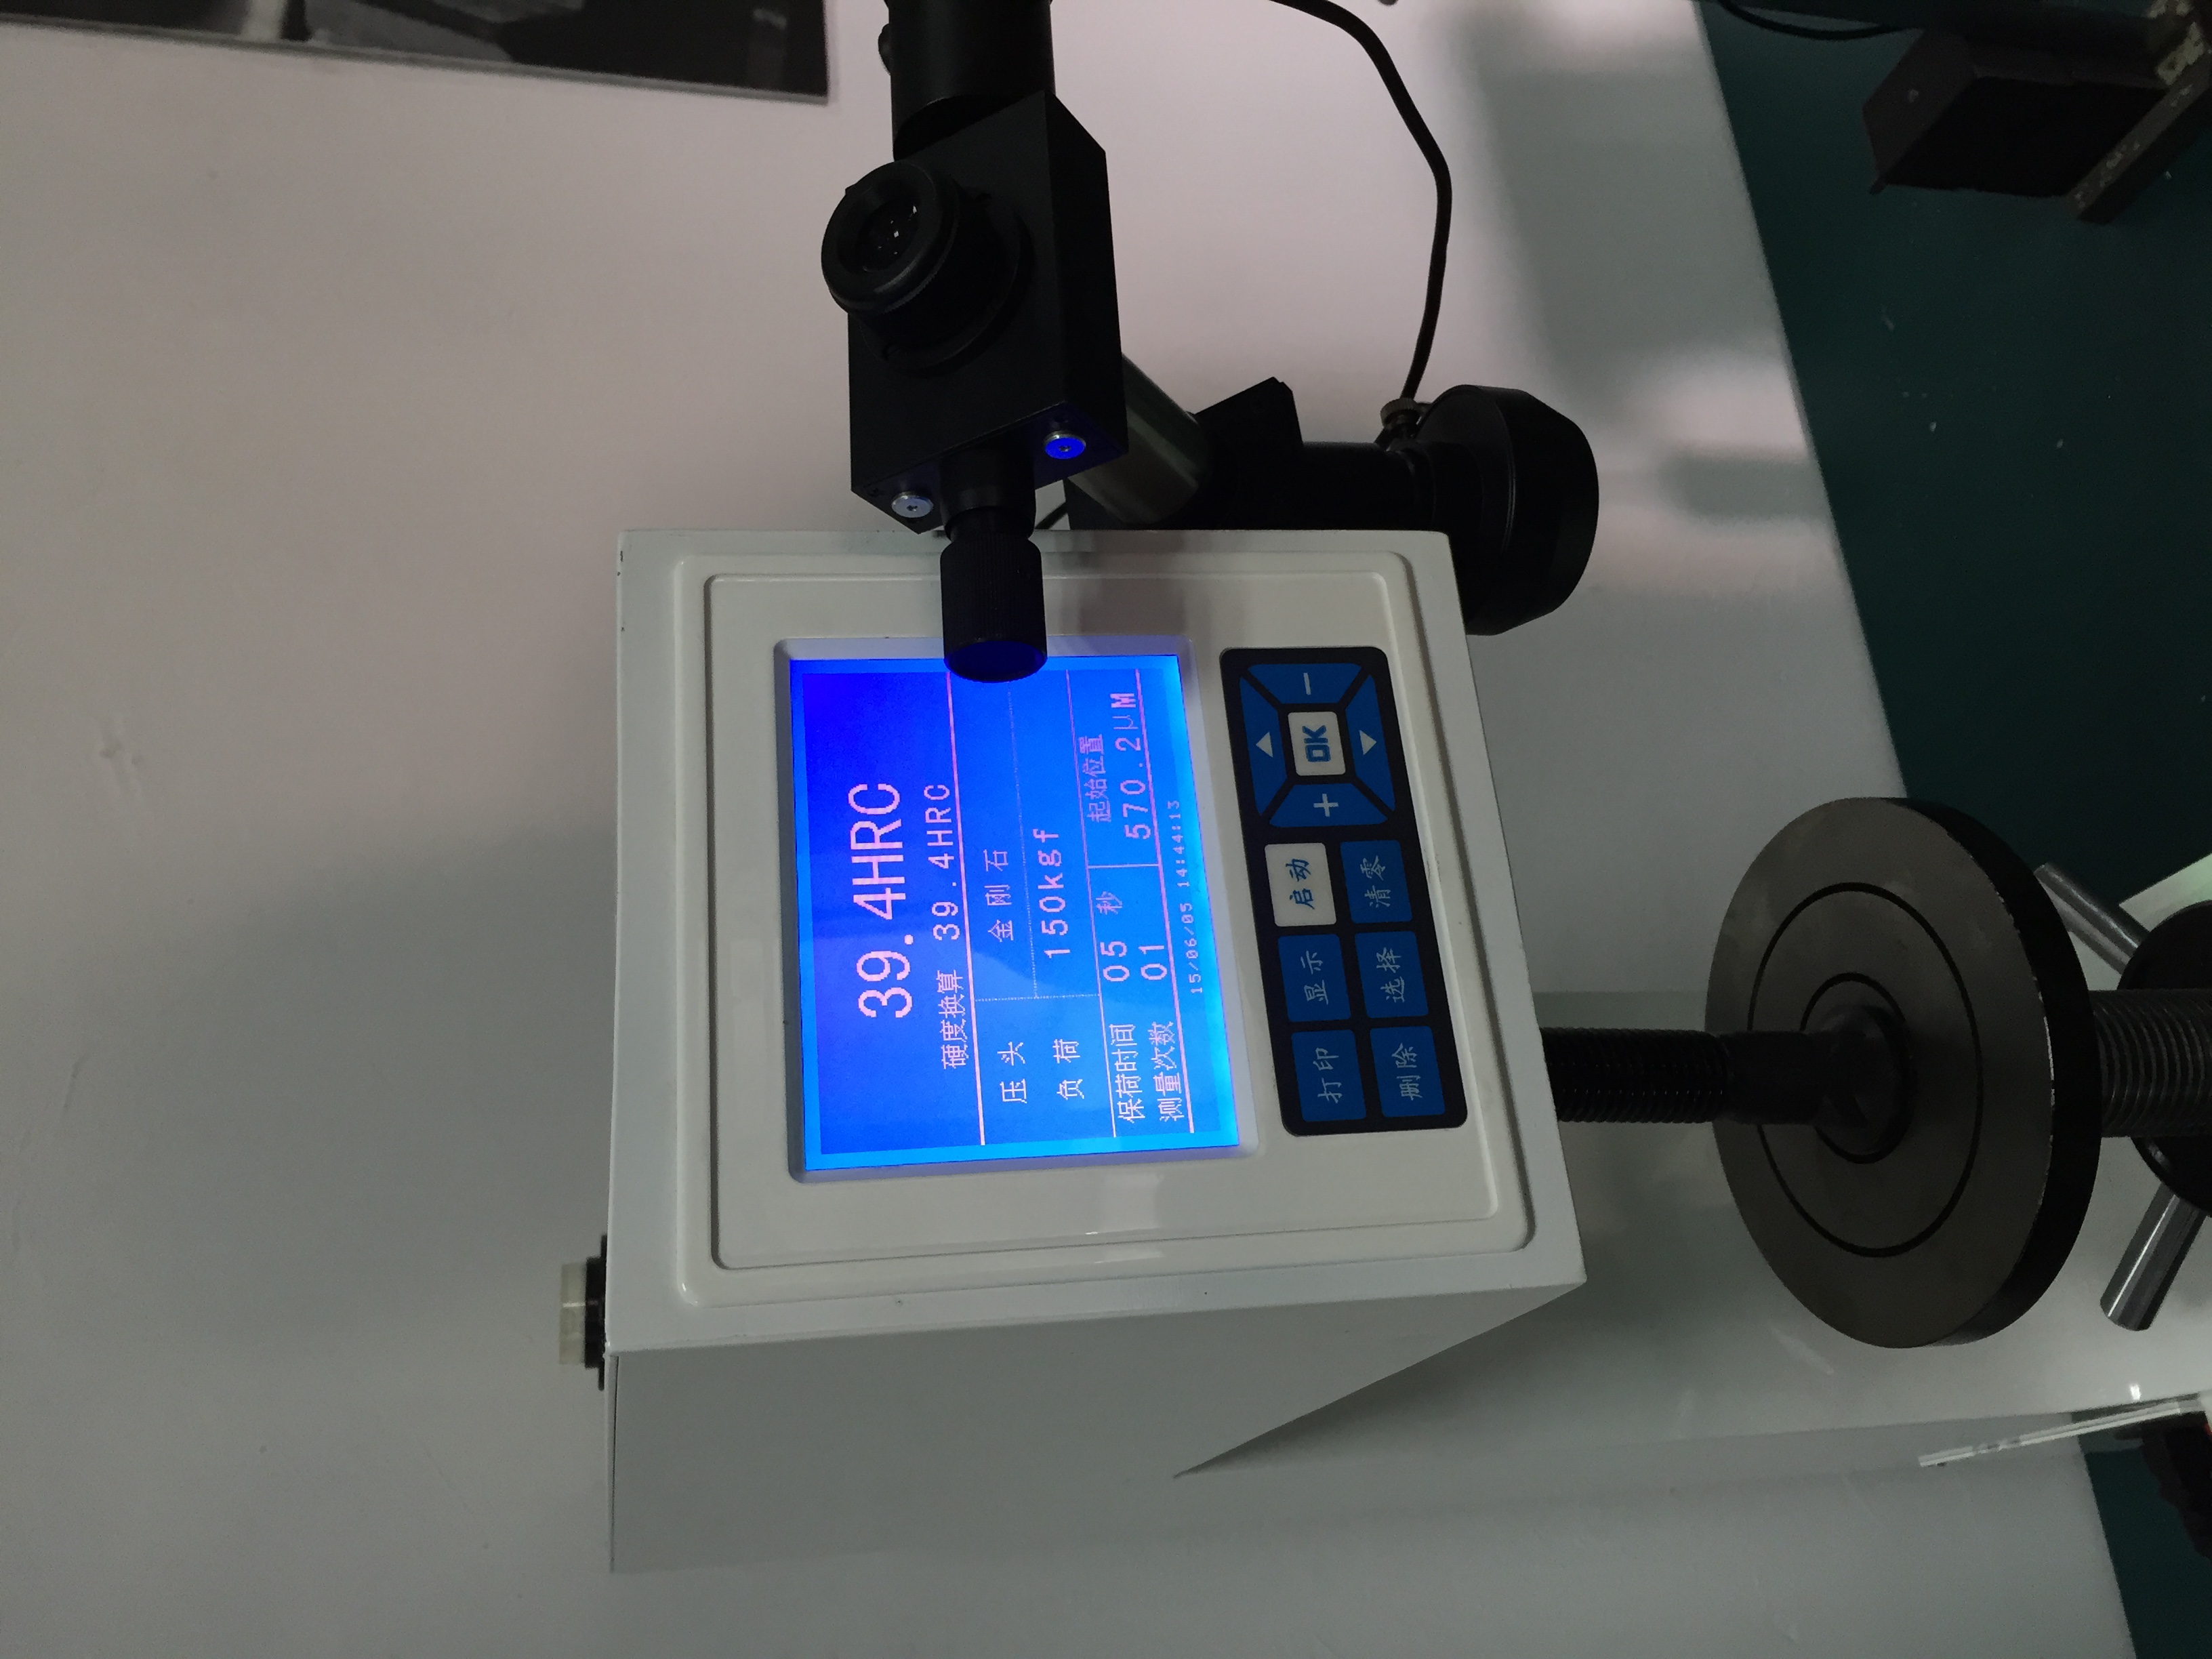 39.4HRC
硬度换算 39.4HRC
压头 金刚石
负荷 150kgf
保荷时间 05 秒
测量次数 01
起始位置
570.2μM
15/06/05 14:44:13
打印 显示 启动
删除 选择 清零
+ OK −